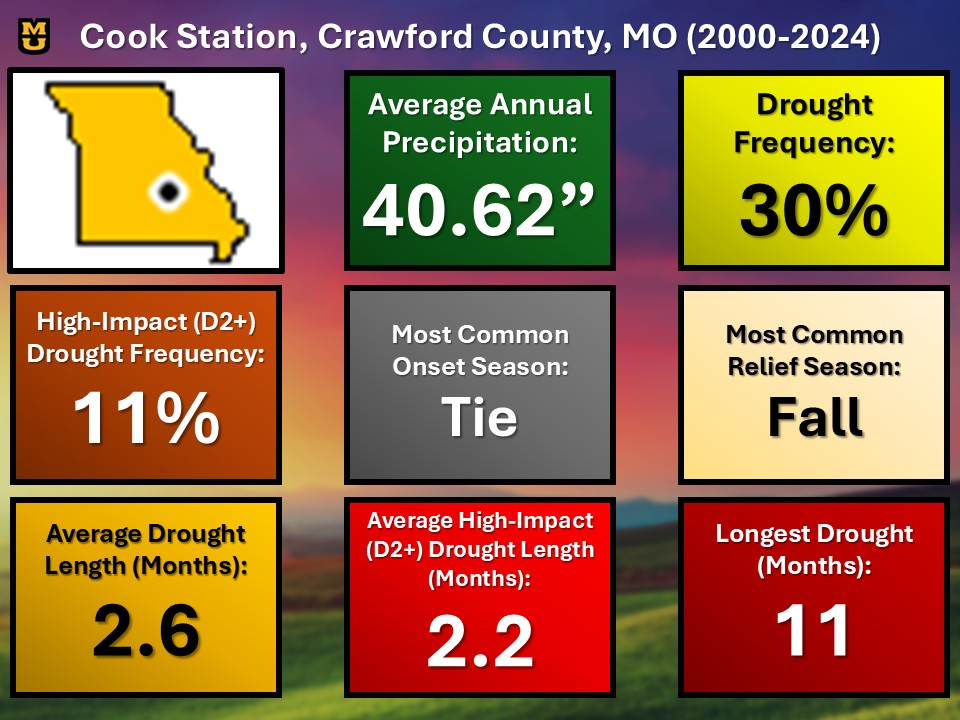 MU
Cook Station, Crawford County, MO (2000-2024)
Average Annual
Precipitation:
40.62”
Drought
Frequency:
30%
High-Impact (D2+)
Drought Frequency:
11%
Most Common
Onset Season:
Tie
Most Common
Relief Season:
Fall
Average Drought
Length (Months):
2.6
Average High-Impact
(D2+) Drought Length
(Months):
2.2
Longest Drought
(Months):
11